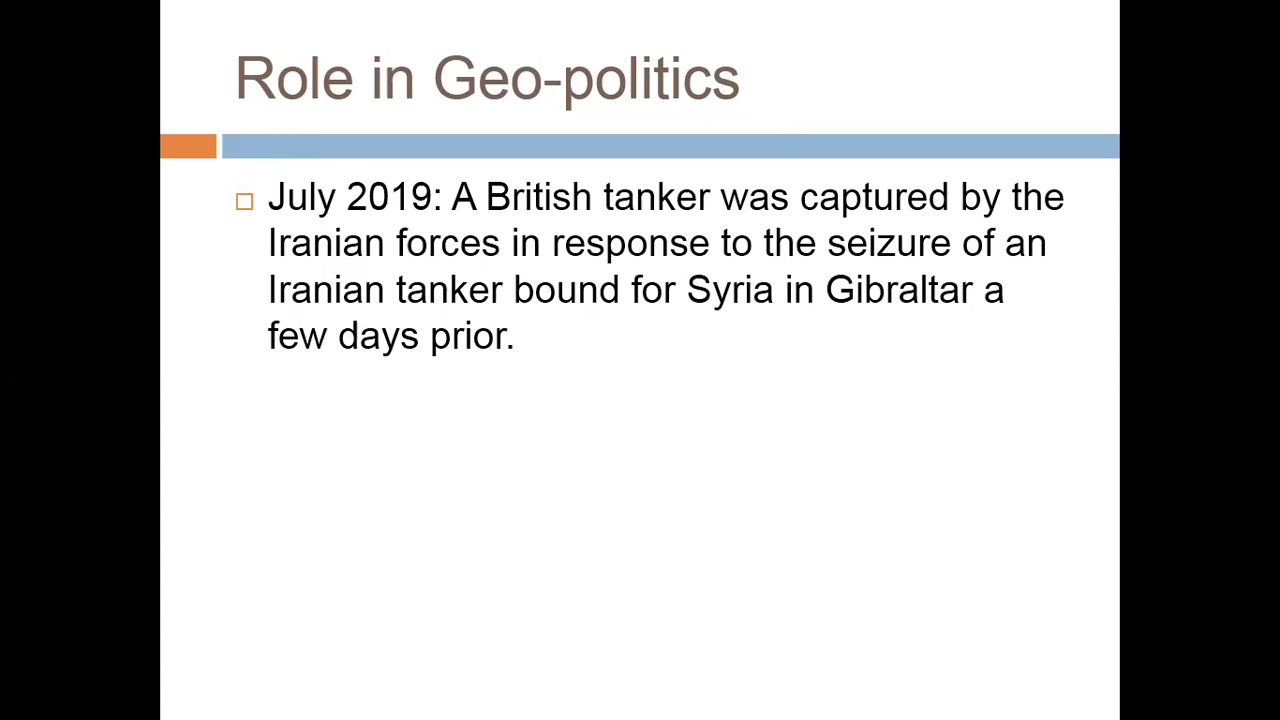 Role in Geo-politics
July 2019: A British tanker was captured by the
Iranian forces in response to the seizure of an
Iranian tanker bound for Syria in Gibraltar a
few days prior.